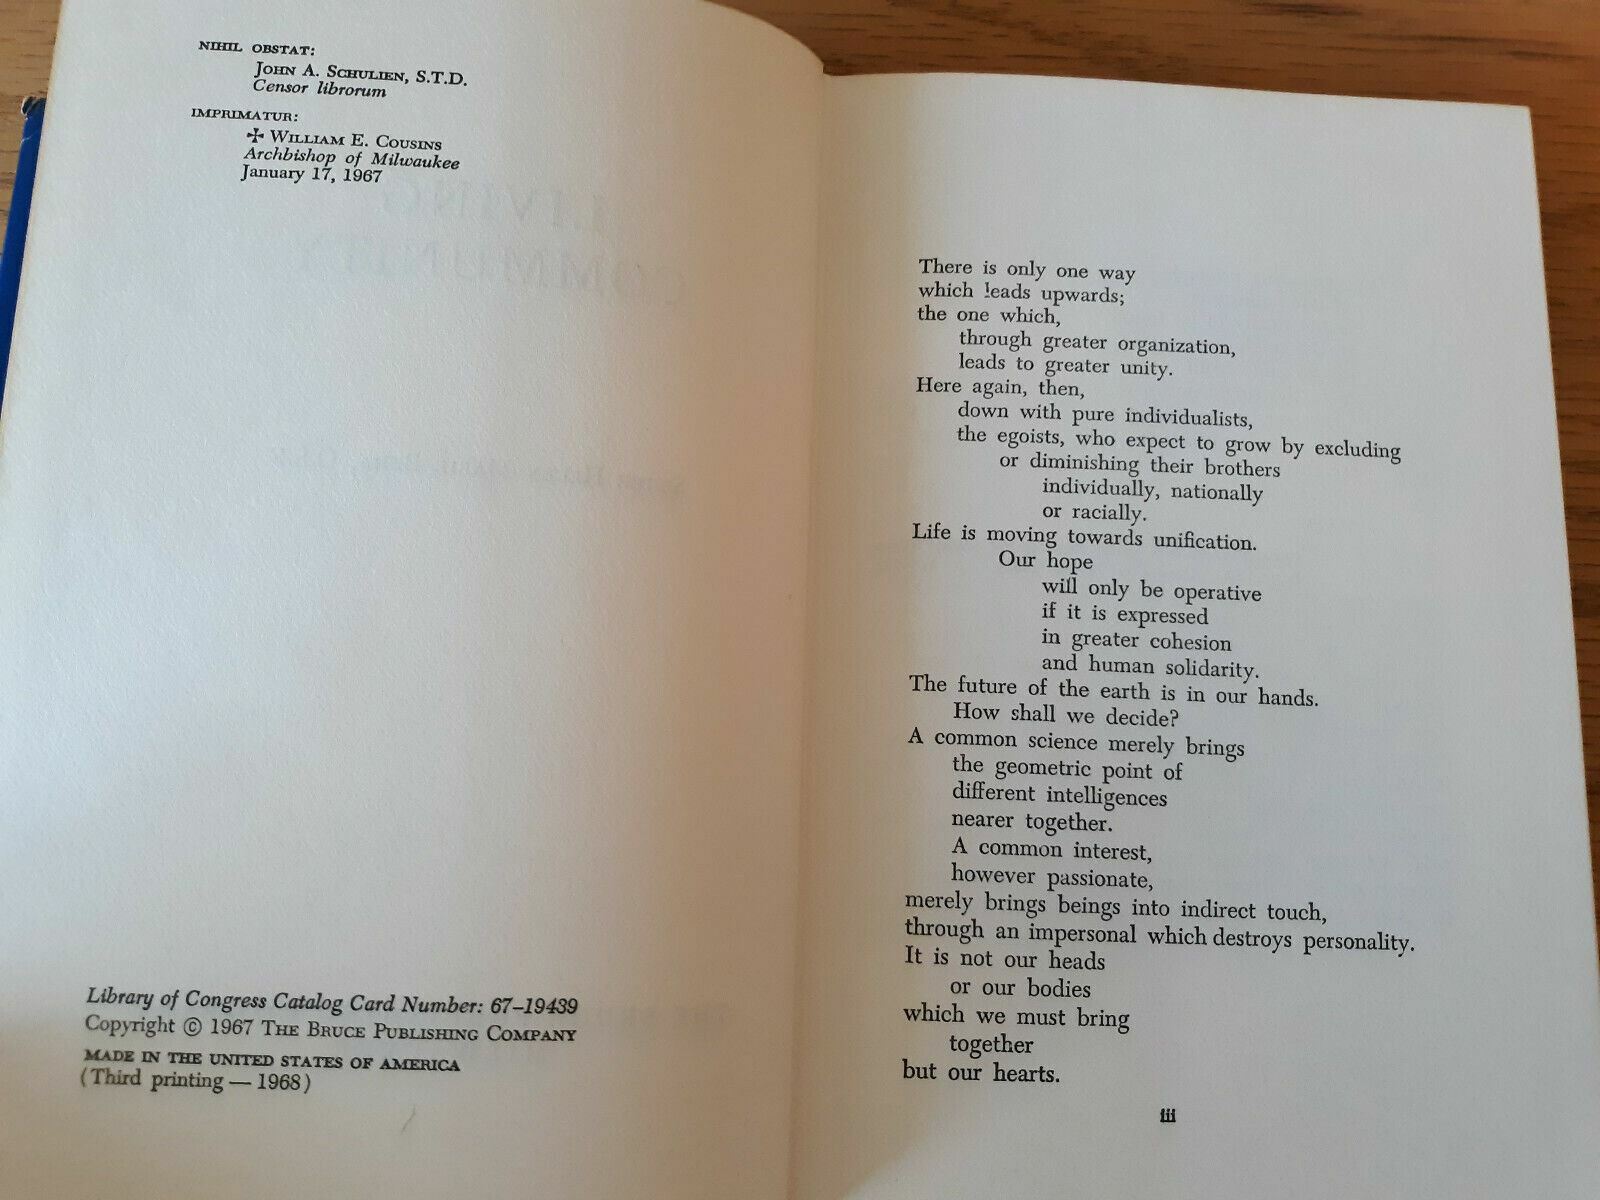 NIHIL OBSTAT:
JOHN A. SCHULIEN, S.T.D.
Censor librorum
IMPRIMATUR:
✠ WILLIAM E. COUSINS
Archbishop of Milwaukee
January 17, 1967
Library of Congress Catalog Card Number: 67–19439
Copyright © 1967 THE BRUCE PUBLISHING COMPANY
MADE IN THE UNITED STATES OF AMERICA
(Third printing — 1968)
There is only one way
which leads upwards;
the one which,
through greater organization,
leads to greater unity.
Here again, then,
down with pure individualists,
the egoists, who expect to grow by excluding
or diminishing their brothers
individually, nationally
or racially.
Life is moving towards unification.
Our hope
will only be operative
if it is expressed
in greater cohesion
and human solidarity.
The future of the earth is in our hands.
How shall we decide?
A common science merely brings
the geometric point of
different intelligences
nearer together.
A common interest,
however passionate,
merely brings beings into indirect touch,
through an impersonal which destroys personality.
It is not our heads
or our bodies
which we must bring
together
but our hearts.
iii